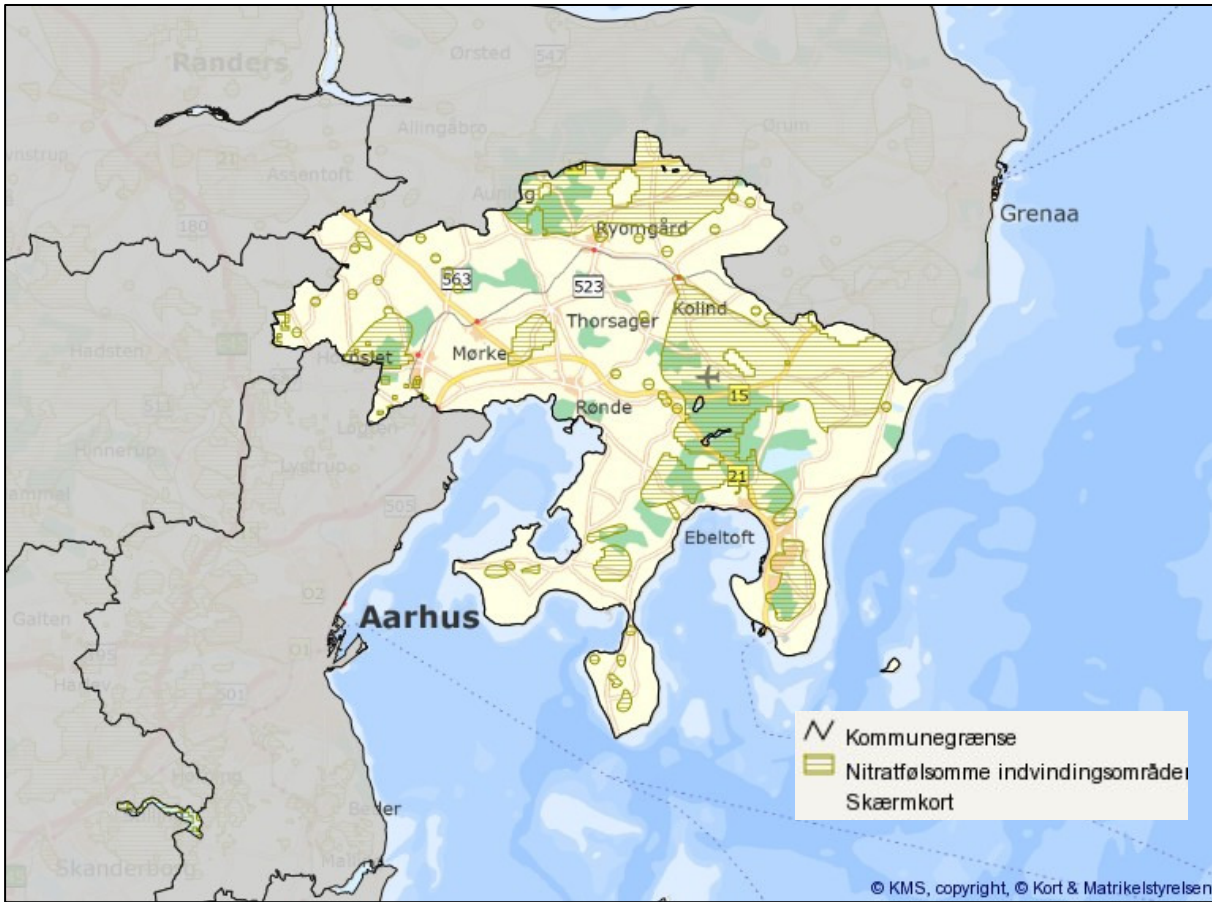 Randers
Ørsted
547
Allingåbro
Ørum
21
Assentoft
Auning
Grenaa
180
Ryomgård
563
523
Kolind
Thorsager
Hadsten
Hornslet
Mørke
15
Rønde
511
Løgten
Hinnerup
Lystrup
21
505
Ebeltoft
O2
Galten
Aarhus
O1
501
Kommunegrænse
Nitratfølsomme indvindingsområder
Skærmkort
Beder
Skanderborg
© KMS, copyright, © Kort & Matrikelstyrelsen